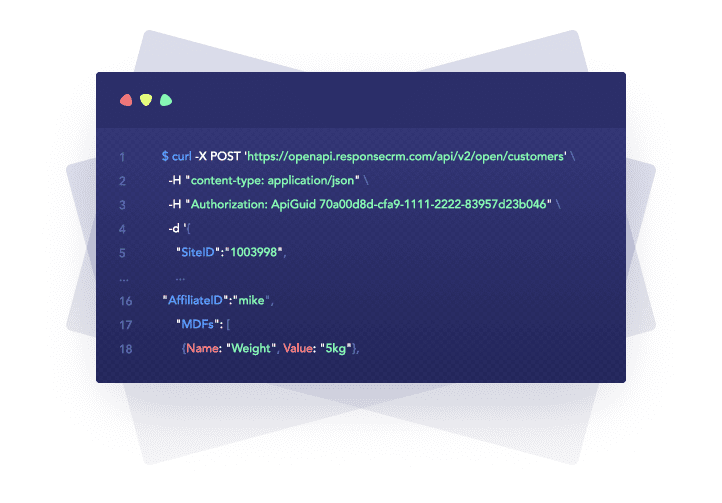 1 $ curl -X POST 'https://openapi.responsecrm.com/api/v2/open/customers' \
2 -H "content-type: application/json" \
3 -H "Authorization: ApiGuid 70a00d8d-cfa9-1111-2222-83957d23b046" \
4 -d '{
5 "SiteID":"1003998",
... ...
16 "AffiliateID":"mike",
17 "MDFs": [
18 {Name: "Weight", Value: "5kg"},